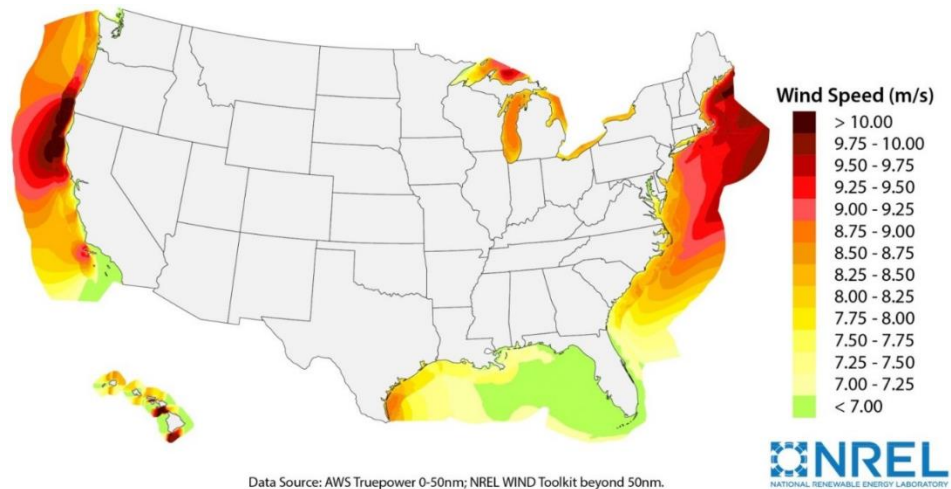 Wind Speed (m/s)
> 10.00
9.75 - 10.00
9.50 - 9.75
9.25 - 9.50
9.00 - 9.25
8.75 - 9.00
8.50 - 8.75
8.25 - 8.50
8.00 - 8.25
7.75 - 8.00
7.50 - 7.75
7.25 - 7.50
7.00 - 7.25
< 7.00
NREL
NATIONAL RENEWABLE ENERGY LABORATORY
Data Source: AWS Truepower 0-50nm; NREL WIND Toolkit beyond 50nm.